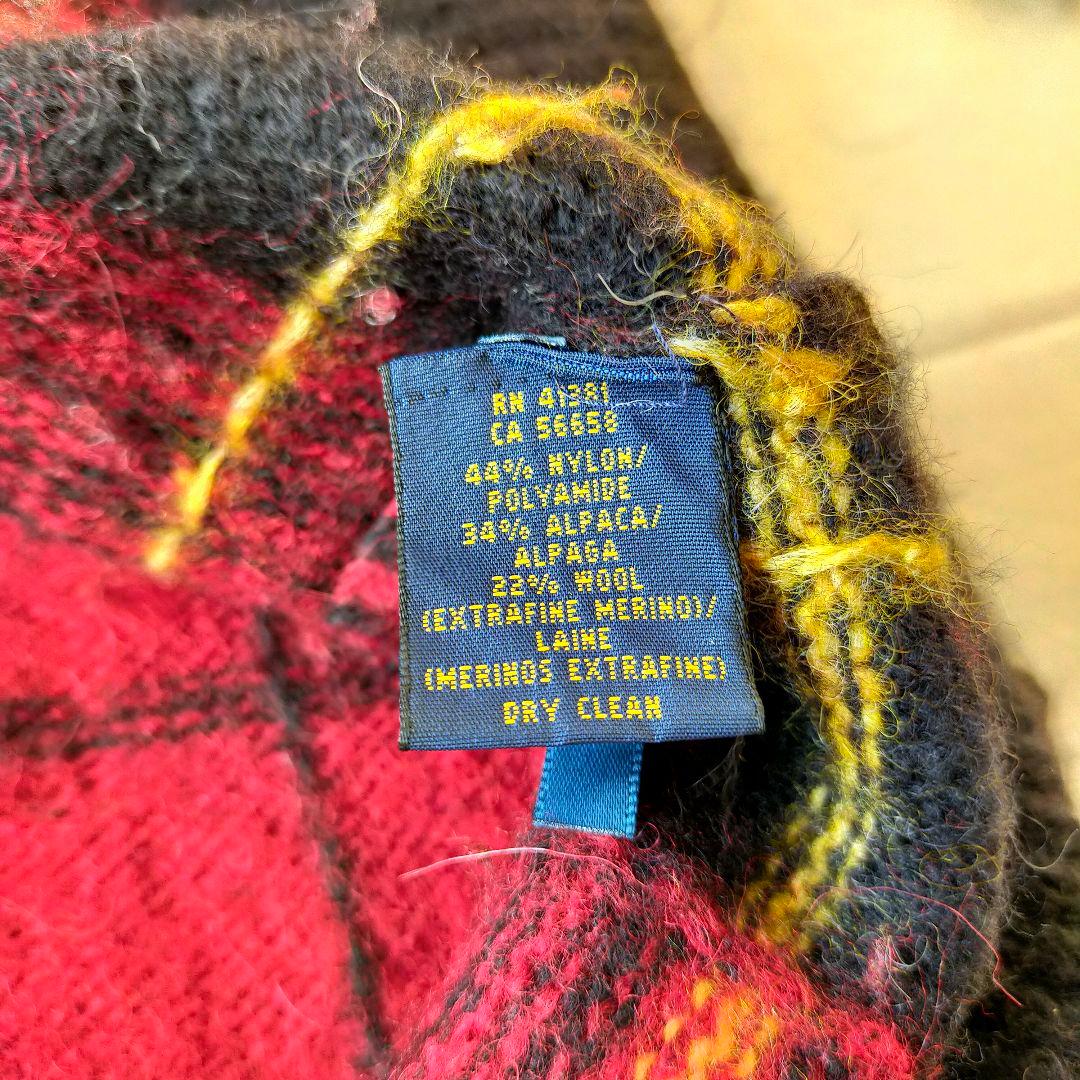 RN 41381
CA 56658
44% NYLON/
POLYAMIDE
34% ALPACA/
ALPAGA
22% WOOL
(EXTRAFINE MERINO)/
LAINE
(MERINOS EXTRAFINE)
DRY CLEAN